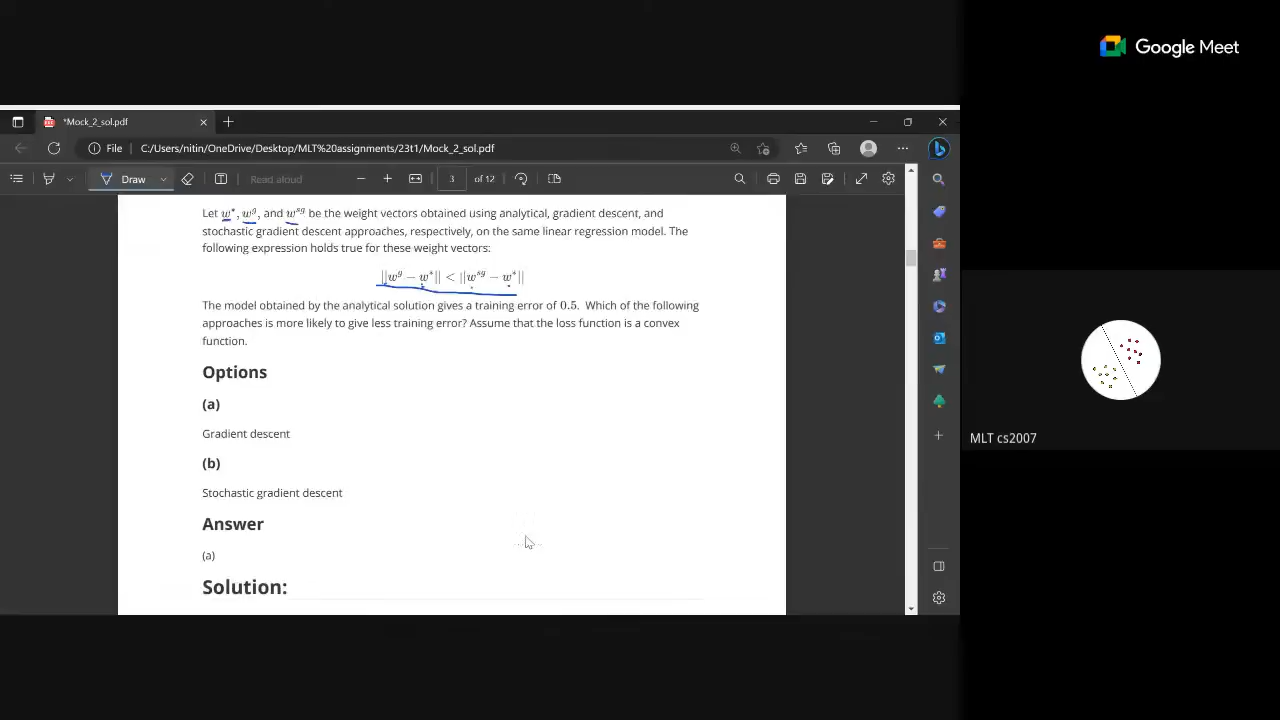 Google Meet
*Mock_2_sol.pdf
File
C:/Users/nitin/OneDrive/Desktop/MLT%20assignments/23t1/Mock_2_sol.pdf
Draw
Read aloud
3
of 12
Let w*, w^g, and w^sg be the weight vectors obtained using analytical, gradient descent, and
stochastic gradient descent approaches, respectively, on the same linear regression model. The
following expression holds true for these weight vectors:
||w^g − w*|| < ||w^sg − w*||
The model obtained by the analytical solution gives a training error of 0.5. Which of the following
approaches is more likely to give less training error? Assume that the loss function is a convex
function.
Options
(a)
Gradient descent
(b)
Stochastic gradient descent
Answer
(a)
Solution:
MLT cs2007